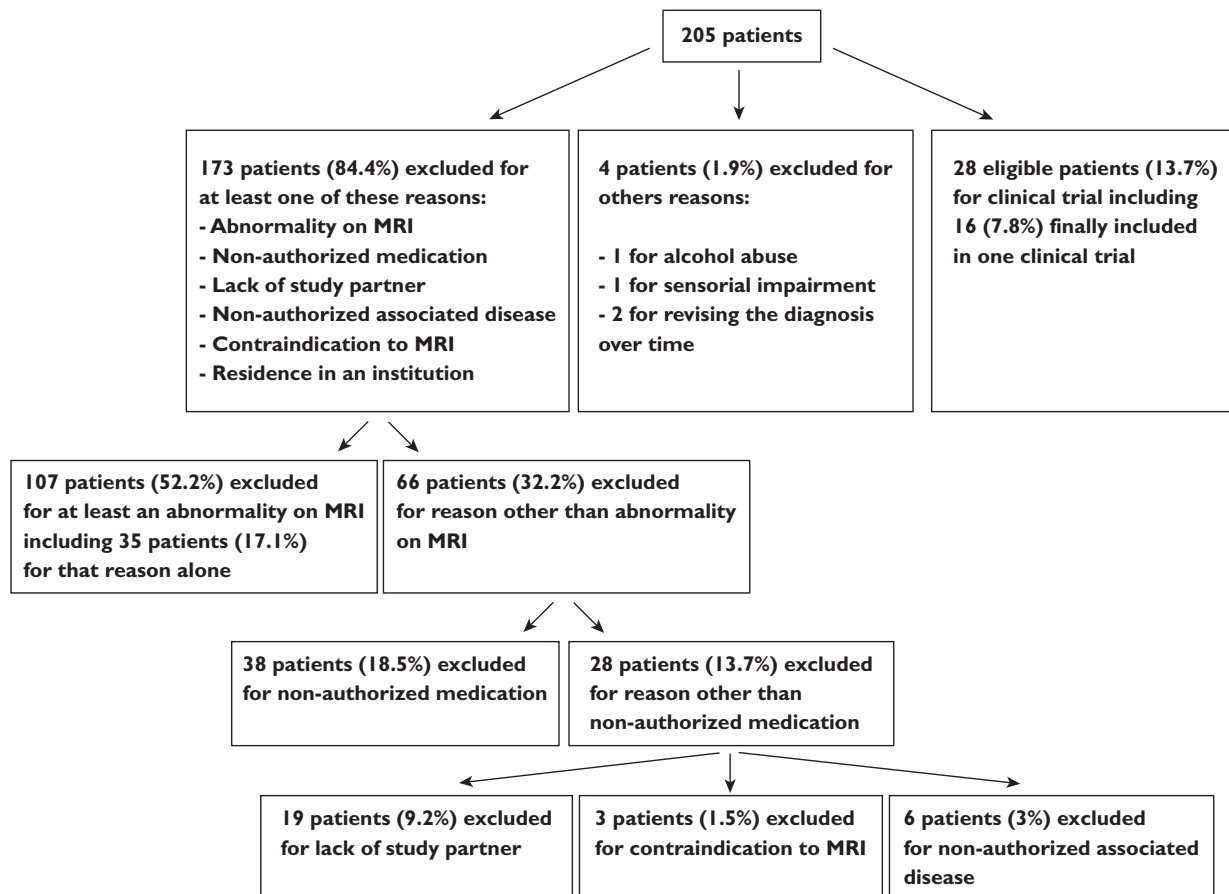 205 patients
173 patients (84.4%) excluded for
at least one of these reasons:
- Abnormality on MRI
- Non-authorized medication
- Lack of study partner
- Non-authorized associated disease
- Contraindication to MRI
- Residence in an institution
4 patients (1.9%) excluded for
others reasons:
- 1 for alcohol abuse
- 1 for sensorial impairment
- 2 for revising the diagnosis
over time
28 eligible patients (13.7%)
for clinical trial including
16 (7.8%) finally included
in one clinical trial
107 patients (52.2%) excluded
for at least an abnormality on MRI
including 35 patients (17.1%)
for that reason alone
66 patients (32.2%) excluded
for reason other than abnormality
on MRI
38 patients (18.5%) excluded
for non-authorized medication
28 patients (13.7%) excluded
for reason other than
non-authorized medication
19 patients (9.2%) excluded
for lack of study partner
3 patients (1.5%) excluded
for contraindication to MRI
6 patients (3%) excluded
for non-authorized associated
disease